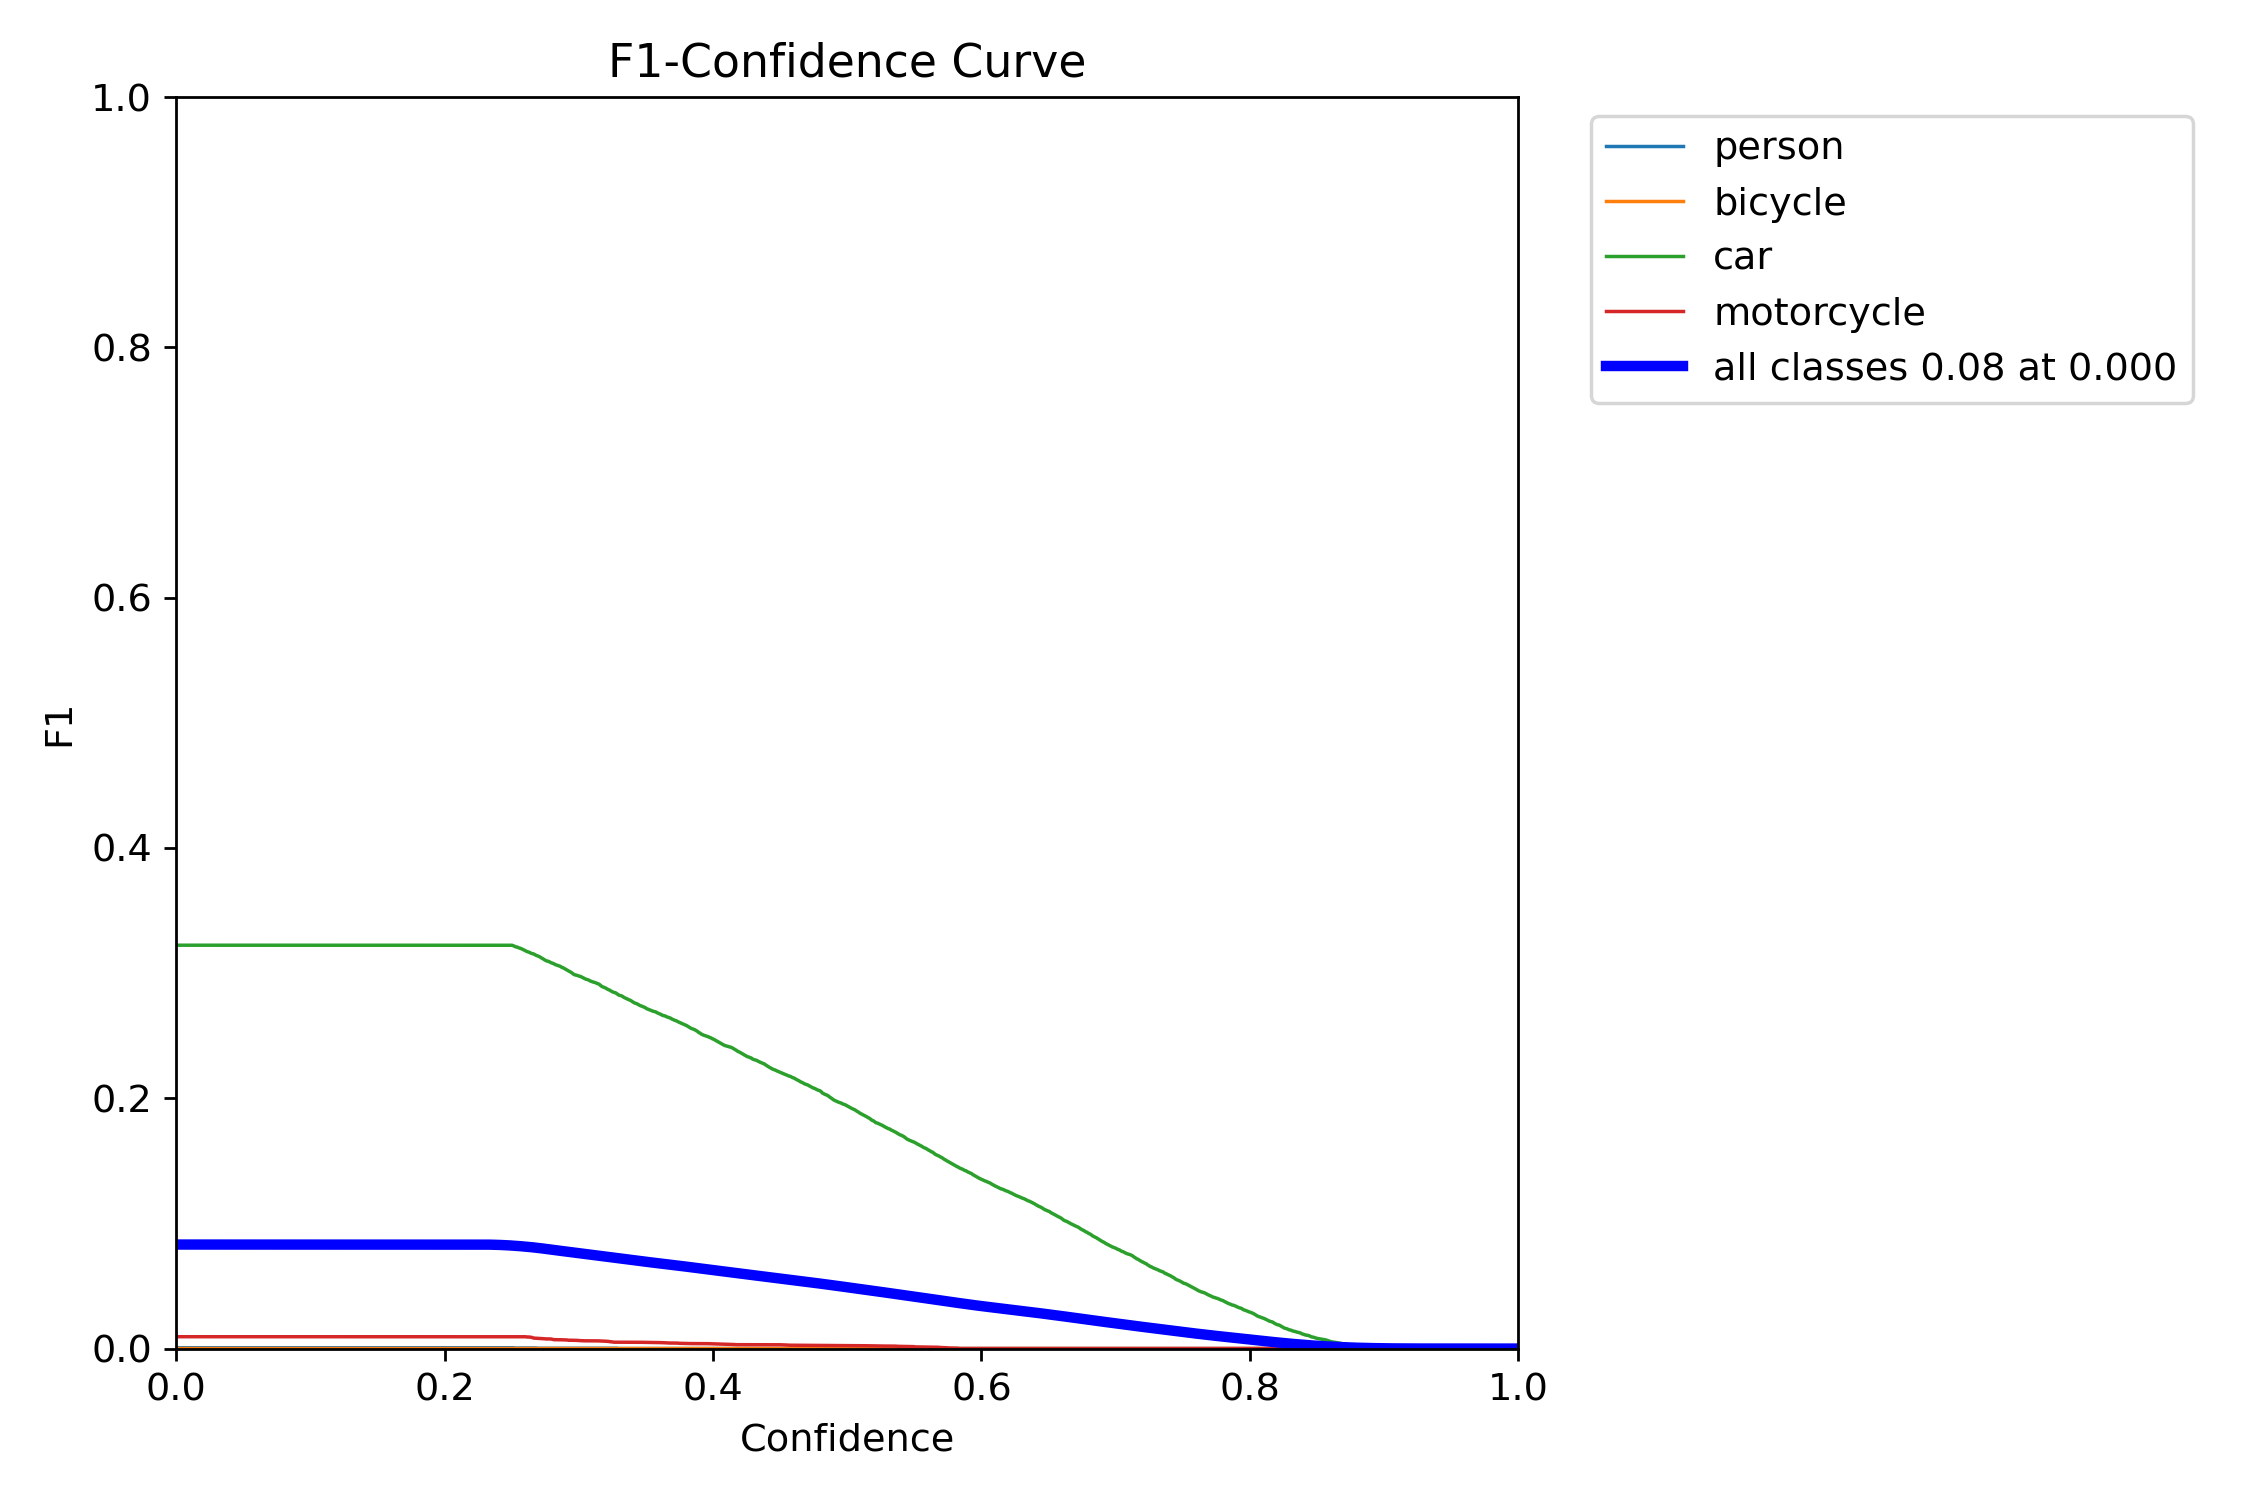 F1-Confidence Curve
1.0
0.8
0.6
0.4
0.2
0.0
F1
0.0 0.2 0.4 0.6 0.8 1.0
Confidence
person
bicycle
car
motorcycle
all classes 0.08 at 0.000